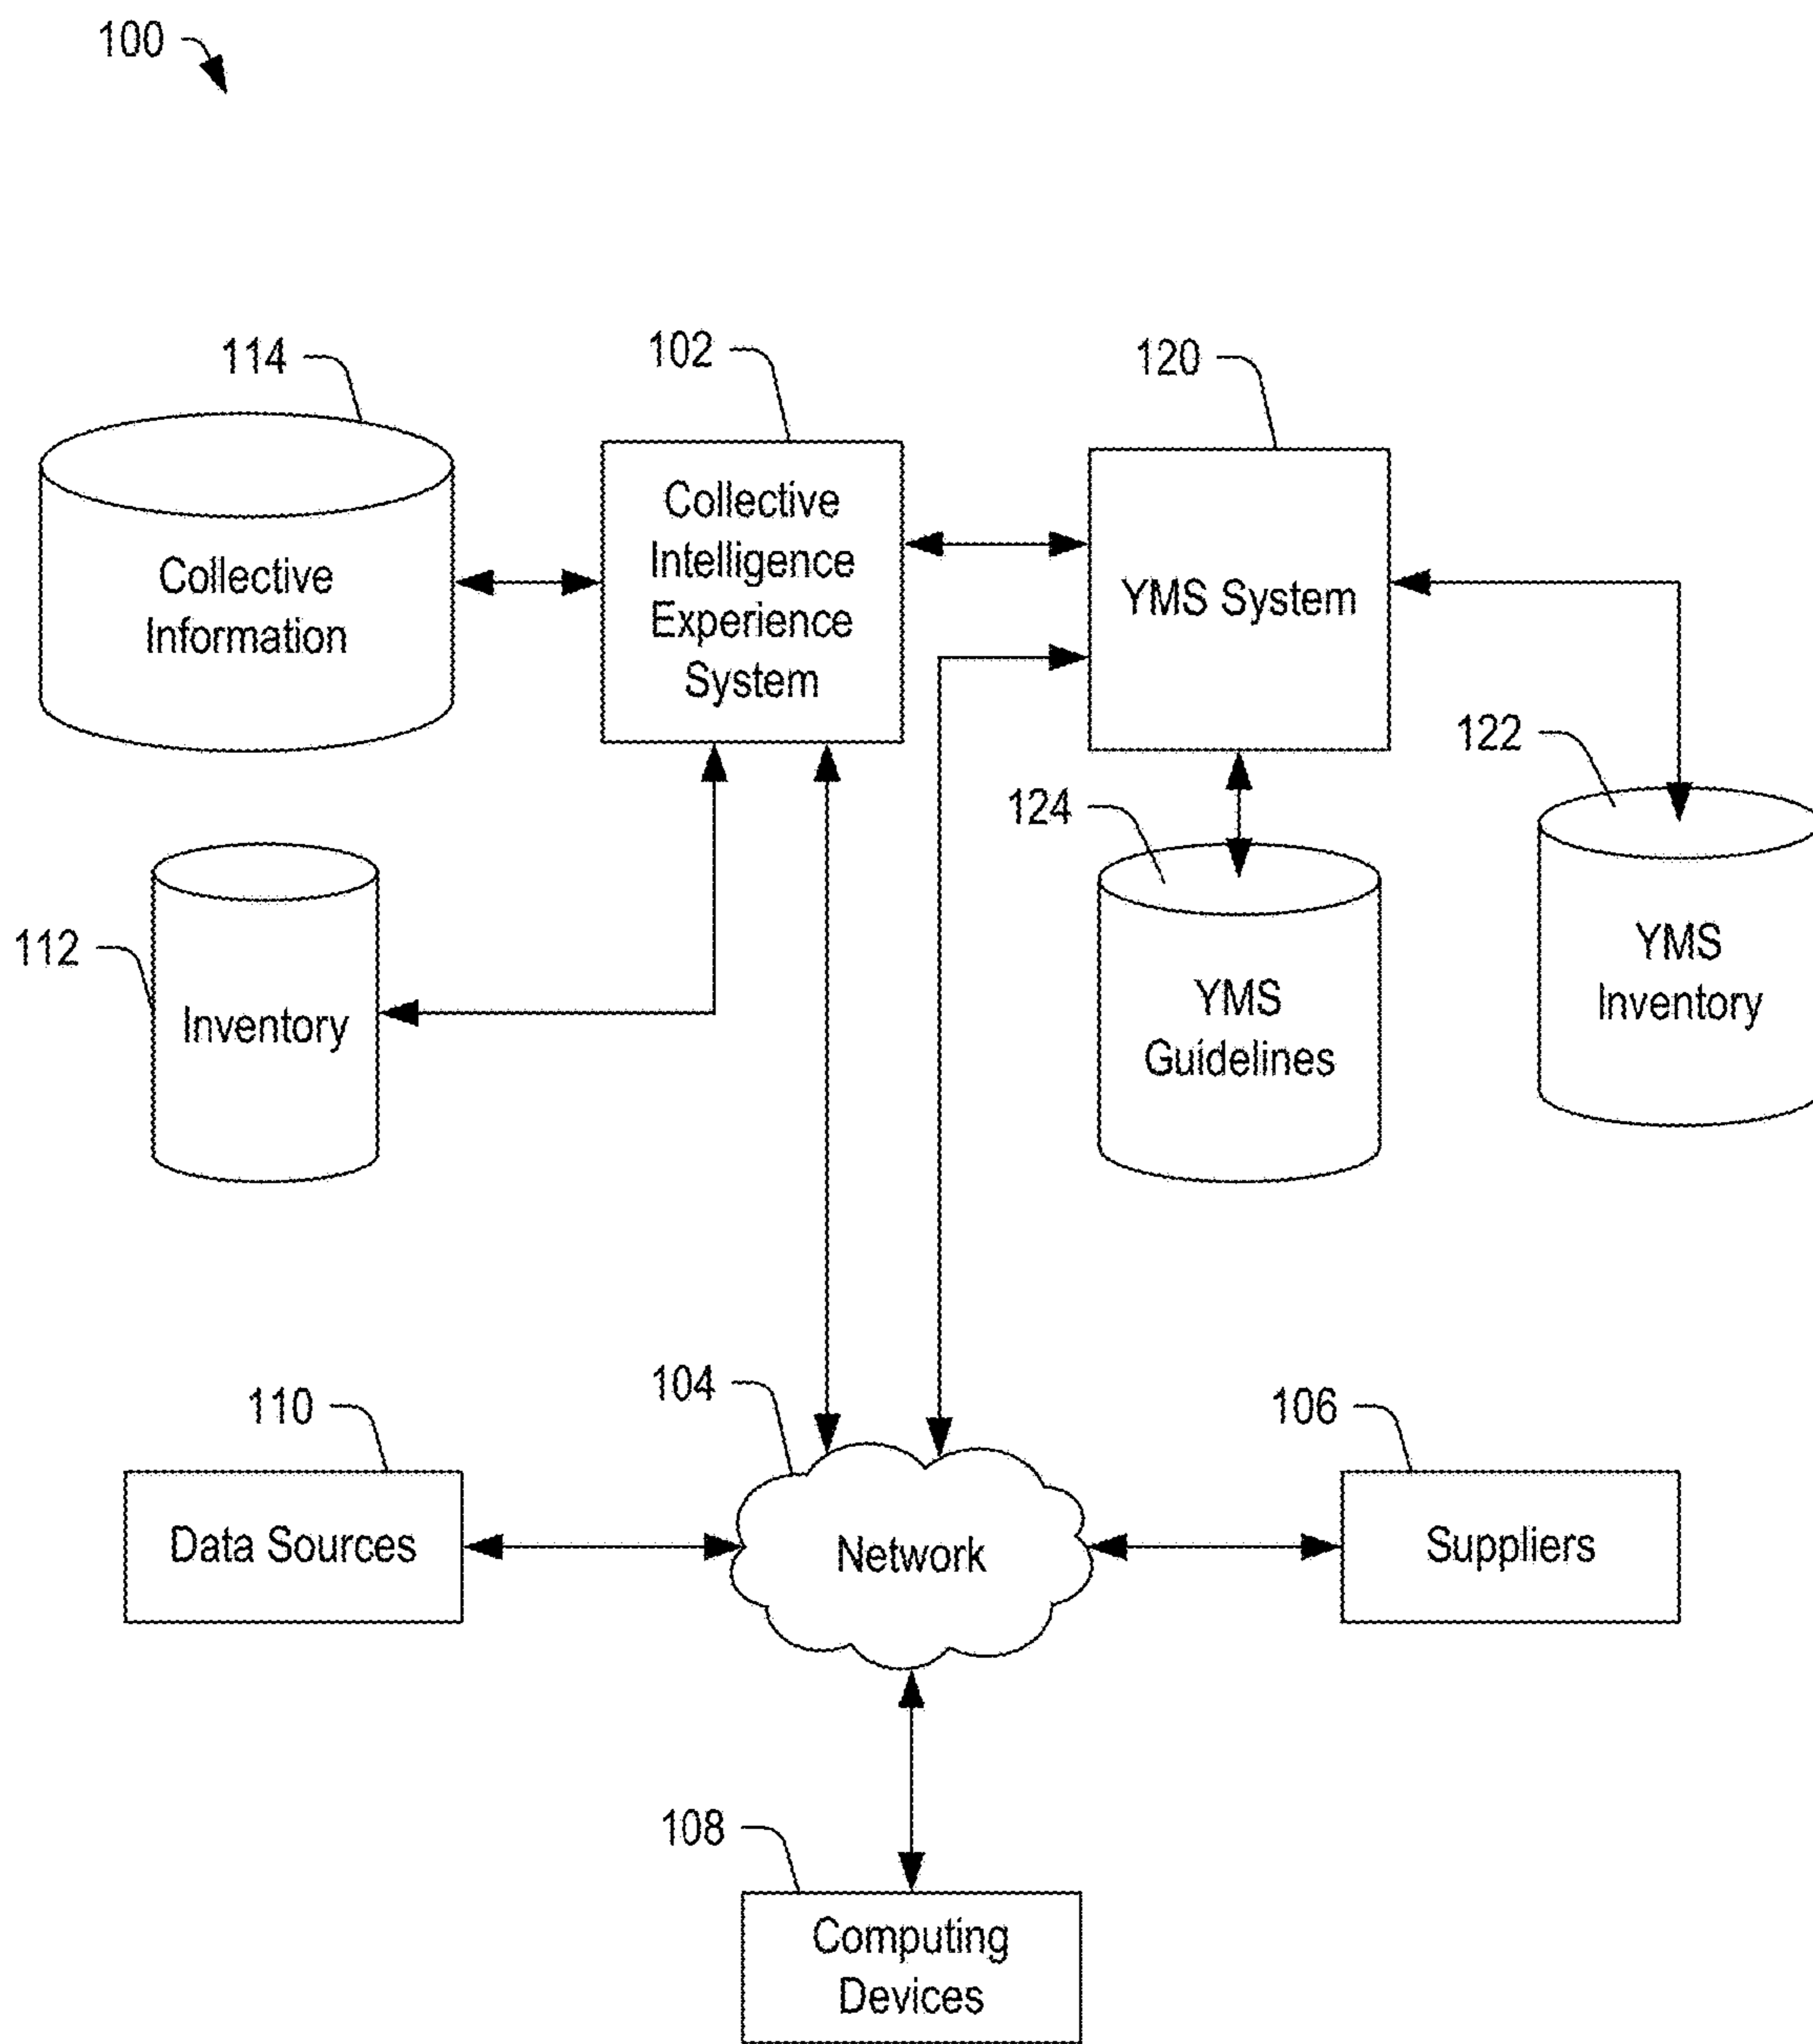 100
114
102
120
Collective
Information
Collective
Intelligence
Experience
System
YMS System
122
124
112
Inventory
YMS
Guidelines
YMS
Inventory
104
110
106
Data Sources
Network
Suppliers
108
Computing
Devices